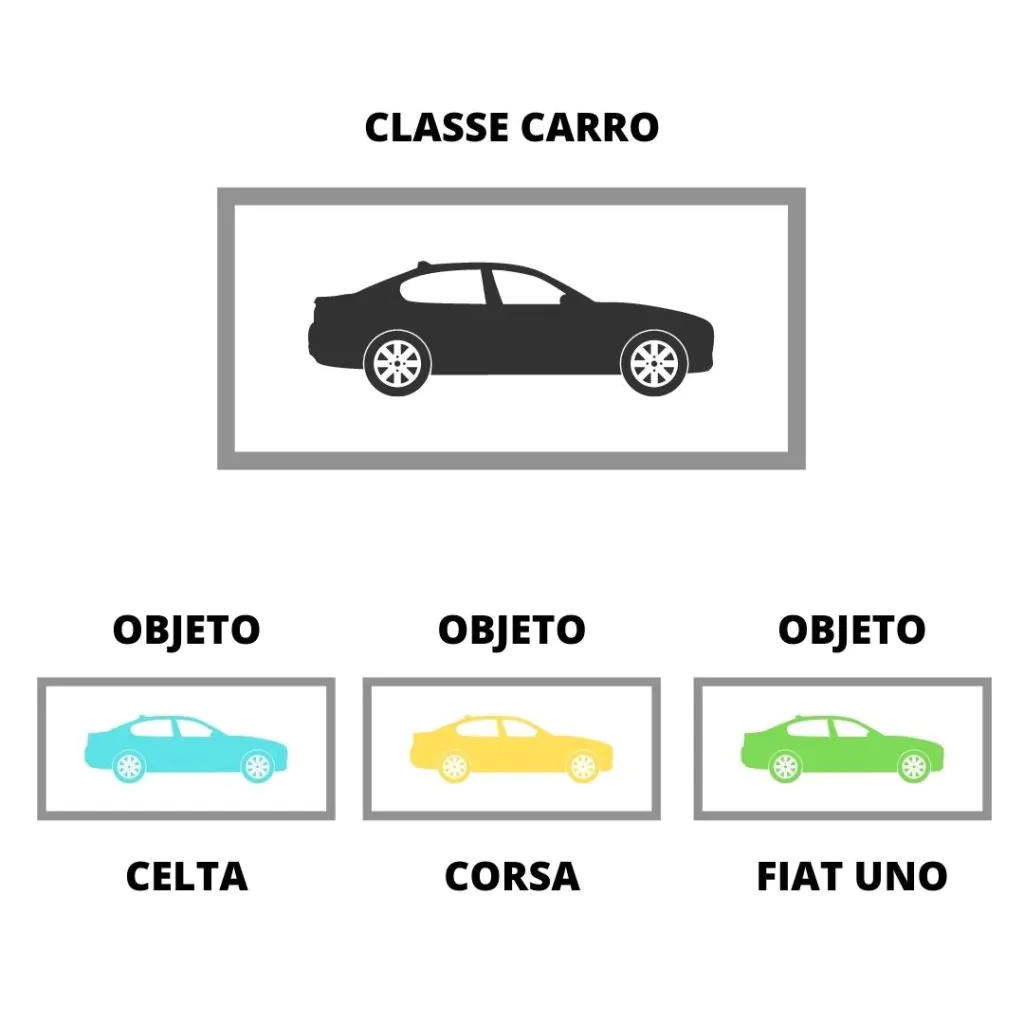 CLASSE CARRO
OBJETO
OBJETO
OBJETO
CELTA
CORSA
FIAT UNO